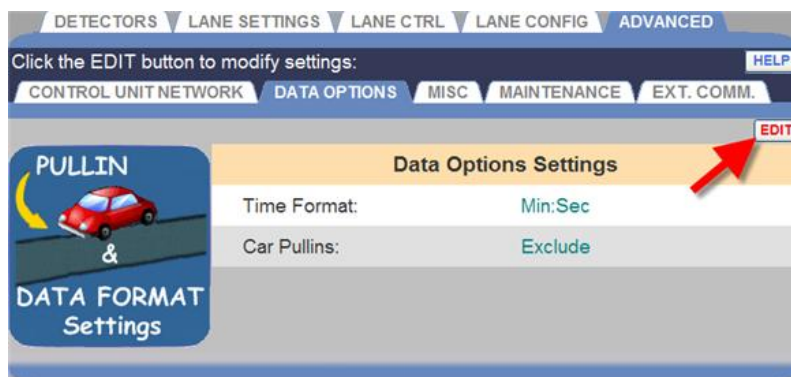 DETECTORS LANE SETTINGS LANE CTRL LANE CONFIG ADVANCED
Click the EDIT button to modify settings:
HELP
CONTROL UNIT NETWORK DATA OPTIONS MISC MAINTENANCE EXT. COMM.
EDIT
PULLIN
&
DATA FORMAT
Settings
Data Options Settings
Time Format: Min:Sec
Car Pullins: Exclude